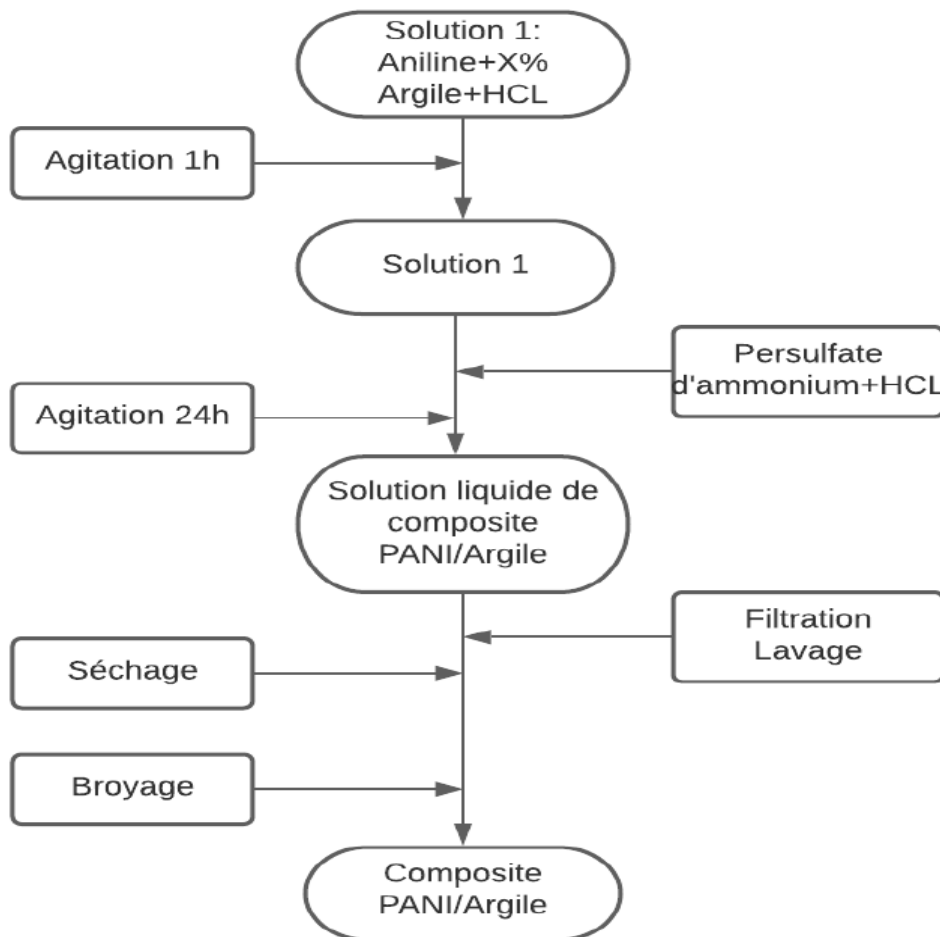 Solution 1:
Aniline+X%
Argile+HCL
Agitation 1h
Solution 1
Persulfate
d'ammonium+HCL
Agitation 24h
Solution liquide de
composite
PANI/Argile
Filtration
Lavage
Séchage
Broyage
Composite
PANI/Argile